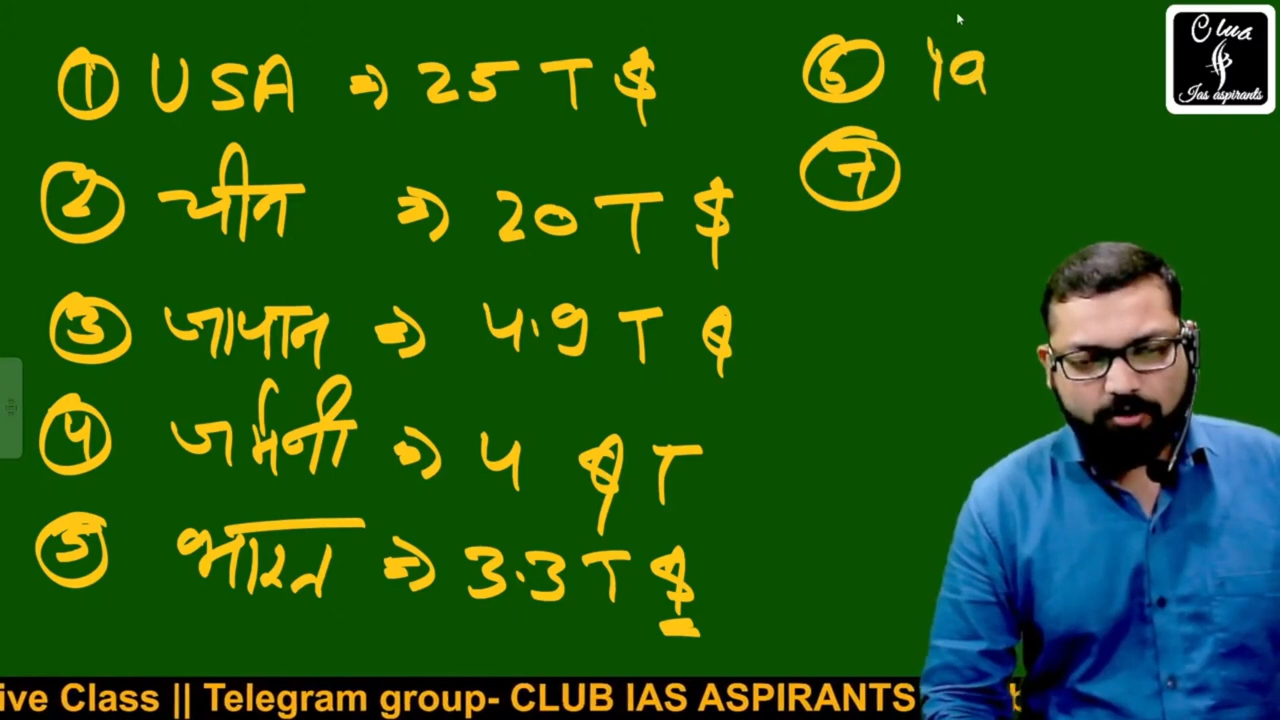 ① USA ⇒ 25 T $
② चीन ⇒ 20 T $
③ जापान ⇒ 4.9 T $
④ जर्मनी ⇒ 4 $ T
⑤ भारत ⇒ 3.3 T $
⑥
⑦
Club
Ias aspirants
ive Class || Telegram group- CLUB IAS ASPIRANTS